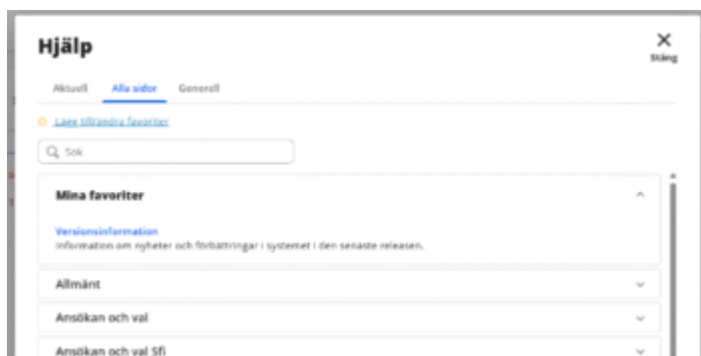 Hjälp
Stäng
Aktuell Alla sidor Generell
Lägg till/ändra favoriter
Sök
Mina favoriter
Versionsinformation
Information om nyheter och förbättringar i systemet i den senaste releasen.
Allmänt
Ansökan och val
Ansökan och val Sfi